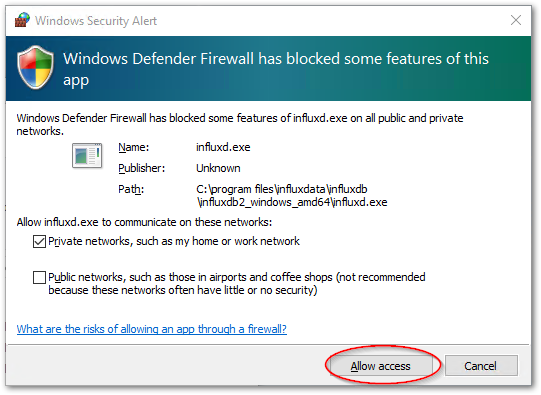 Windows Security Alert
Windows Defender Firewall has blocked some features of this
app
Windows Defender Firewall has blocked some features of influxd.exe on all public and private
networks.
Name: influxd.exe
Publisher: Unknown
Path: C:\program files\influxdata\influxdb
\influxdb2_windows_amd64\influxd.exe
Allow influxd.exe to communicate on these networks:
Private networks, such as my home or work network
Public networks, such as those in airports and coffee shops (not recommended
because these networks often have little or no security)
What are the risks of allowing an app through a firewall?
Allow access
Cancel